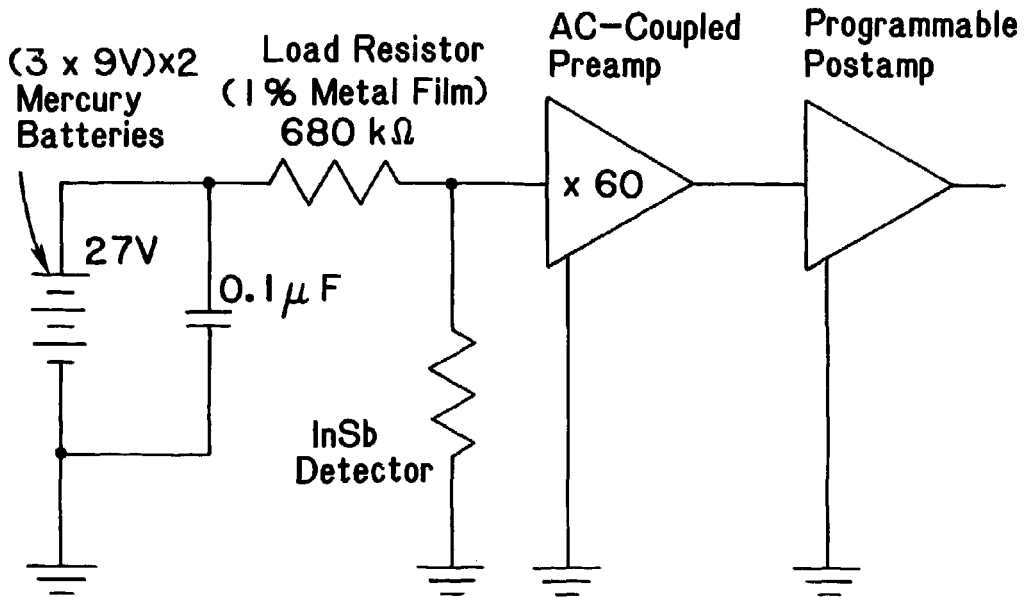 (3 x 9V)x2
Mercury
Batteries
Load Resistor
(1% Metal Film)
680 kΩ
AC-Coupled
Preamp
Programmable
Postamp
x 60
27V
0.1μF
InSb
Detector